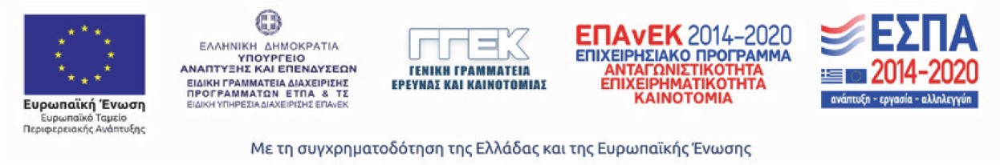 Ευρωπαϊκή Ένωση
Ευρωπαϊκό Ταμείο
Περιφερειακής Ανάπτυξης
ΕΛΛΗΝΙΚΗ ΔΗΜΟΚΡΑΤΙΑ
ΥΠΟΥΡΓΕΙΟ
ΑΝΑΠΤΥΞΗΣ ΚΑΙ ΕΠΕΝΔΥΣΕΩΝ
ΕΙΔΙΚΗ ΓΡΑΜΜΑΤΕΙΑ ΔΙΑΧΕΙΡΙΣΗΣ
ΠΡΟΓΡΑΜΜΑΤΩΝ ΕΤΠΑ & ΤΣ
ΕΙΔΙΚΗ ΥΠΗΡΕΣΙΑ ΔΙΑΧΕΙΡΙΣΗΣ ΕΠΑνΕΚ
ΓΓΕΚ
ΓΕΝΙΚΗ ΓΡΑΜΜΑΤΕΙΑ
ΕΡΕΥΝΑΣ ΚΑΙ ΚΑΙΝΟΤΟΜΙΑΣ
ΕΠΑνΕΚ 2014-2020
ΕΠΙΧΕΙΡΗΣΙΑΚΟ ΠΡΟΓΡΑΜΜΑ
ΑΝΤΑΓΩΝΙΣΤΙΚΟΤΗΤΑ
ΕΠΙΧΕΙΡΗΜΑΤΙΚΟΤΗΤΑ
ΚΑΙΝΟΤΟΜΙΑ
ΕΣΠΑ
2014-2020
ανάπτυξη - εργασία - αλληλεγγύη
Με τη συγχρηματοδότηση της Ελλάδας και της Ευρωπαϊκής Ένωσης